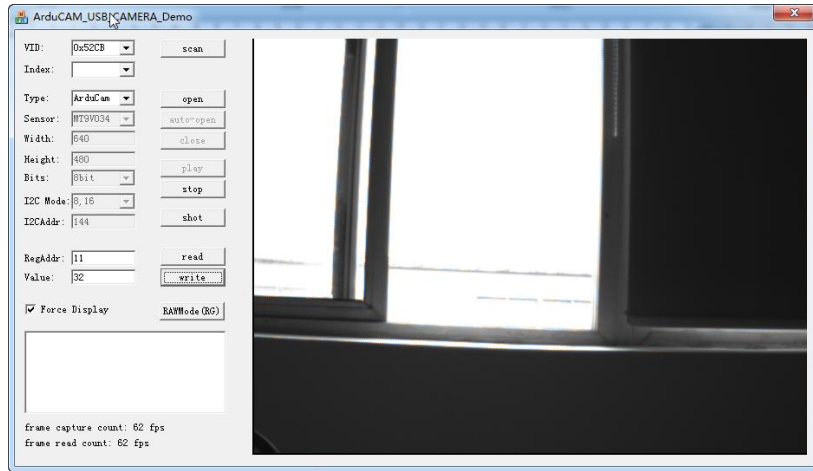 ArduCAM_USB_CAMERA_Demo
VID: 0x52CB scan
Index:
Type: ArduCam open
Sensor: MT9V034 auto-open
Width: 640 close
Height: 480
play
Bits: 8bit
stop
I2C Mode: 8,16
I2CAddr: 144 shot
RegAddr: 11 read
Value: 32 write
Force Display RAWMode(RG)
frame capture count: 62 fps
frame read count: 62 fps